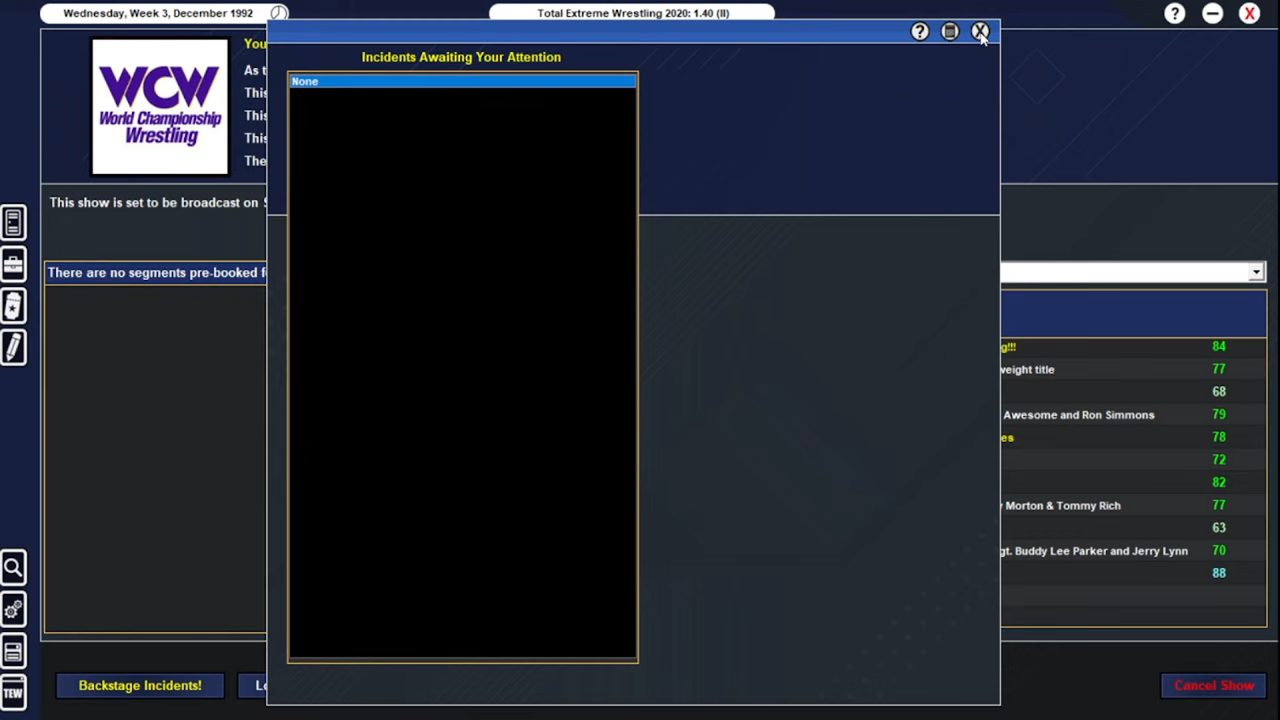 Wednesday, Week 3, December 1992
Total Extreme Wrestling 2020: 1.40 (II)
?
X
?
X
You
Incidents Awaiting Your Attention
None
As t
This
This
This
The
WCW
World Championship
Wrestling
This show is set to be broadcast on S
There are no segments pre-booked f
g!!! 84
weight title 77
68
Awesome and Ron Simmons 79
es 78
72
82
y Morton & Tommy Rich 77
63
gt. Buddy Lee Parker and Jerry Lynn 70
88
Backstage Incidents!
Lo
Cancel Show
TEW